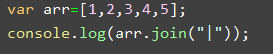 var arr=[1,2,3,4,5];
console.log(arr.join("|"));